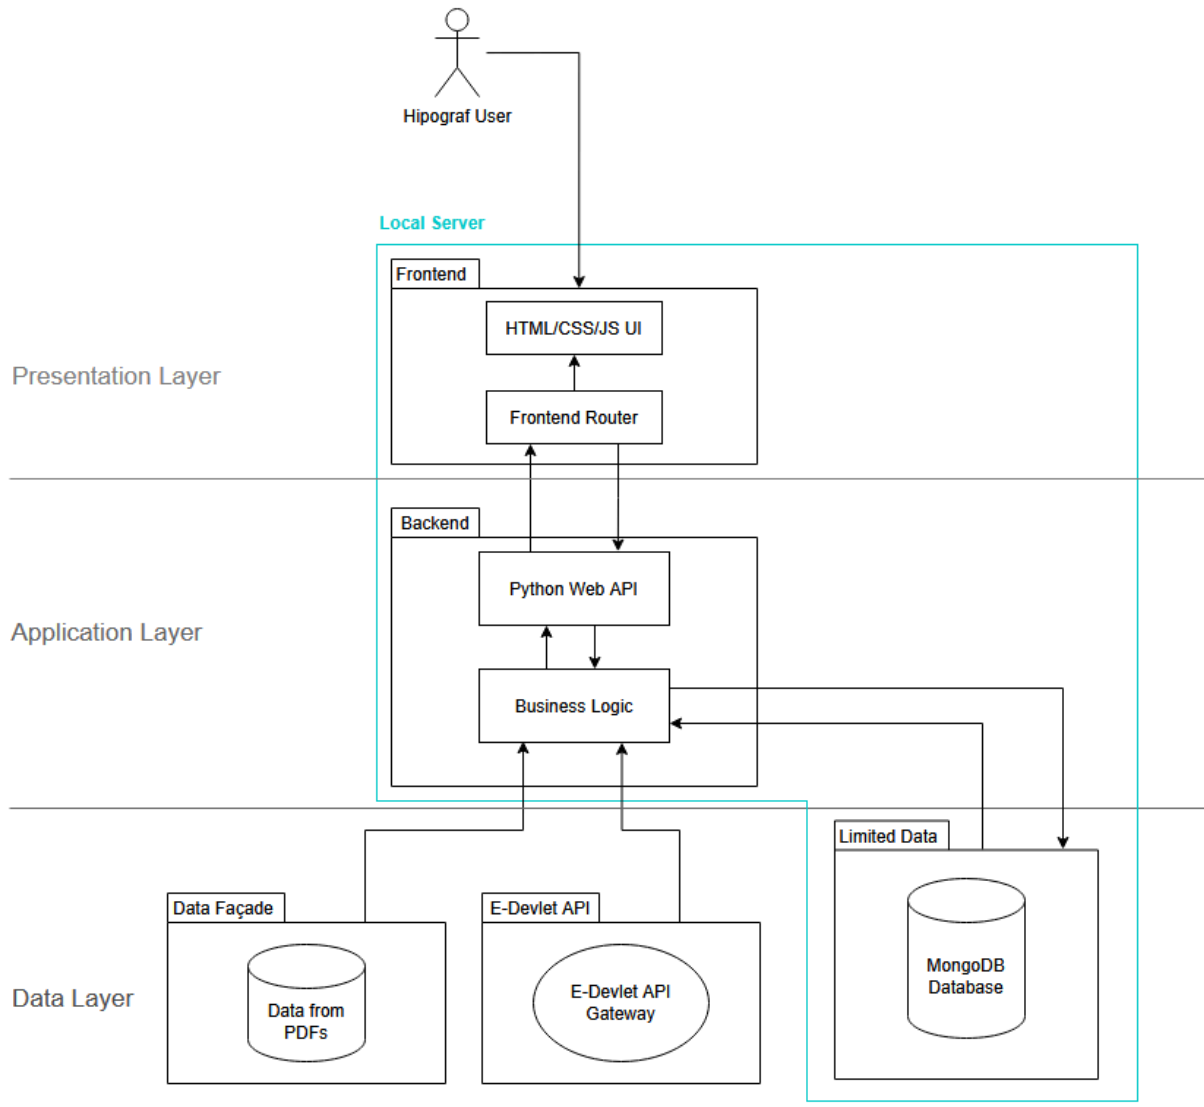 Hipograf User
Local Server
Frontend
HTML/CSS/JS UI
Presentation Layer
Frontend Router
Backend
Python Web API
Application Layer
Business Logic
Limited Data
Data Façade
E-Devlet API
MongoDB
Database
E-Devlet API
Gateway
Data Layer
Data from
PDFs